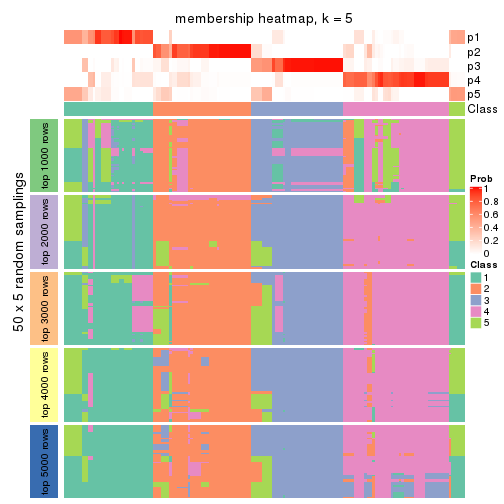 membership heatmap, k = 5
p1
p2
p3
p4
p5
Class
50 x 5 random samplings
top 1000 rows
top 2000 rows
top 3000 rows
top 4000 rows
top 5000 rows
Prob
1
0.8
0.6
0.4
0.2
0
Class
1
2
3
4
5